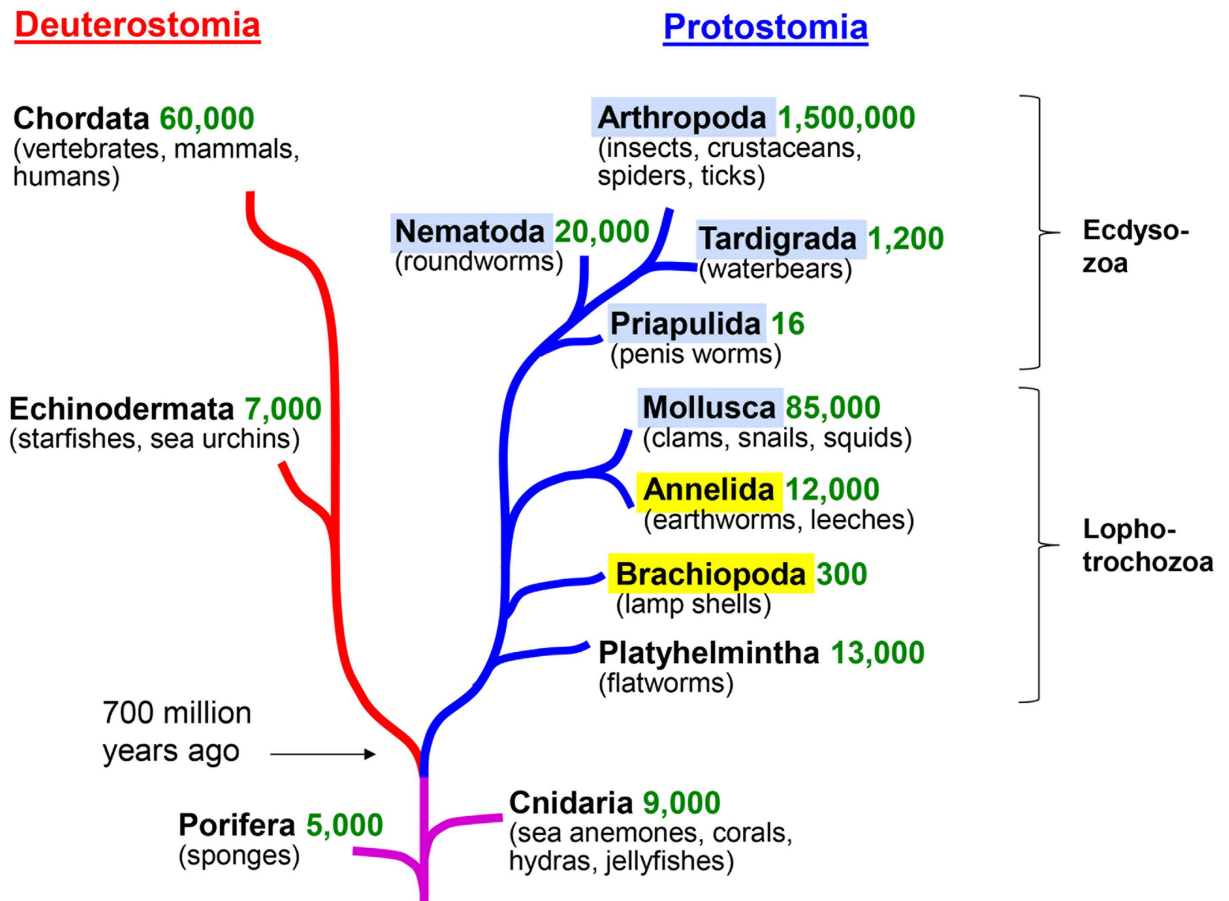 Deuterostomia
Protostomia
Chordata 60,000
(vertebrates, mammals,
humans)
Arthropoda 1,500,000
(insects, crustaceans,
spiders, ticks)
Nematoda 20,000
(roundworms)
Tardigrada 1,200
(waterbears)
Ecdyso-
zoa
Priapulida 16
(penis worms)
Echinodermata 7,000
(starfishes, sea urchins)
Mollusca 85,000
(clams, snails, squids)
Annelida 12,000
(earthworms, leeches)
Lopho-
trochozoa
Brachiopoda 300
(lamp shells)
Platyhelmintha 13,000
(flatworms)
700 million
years ago
Cnidaria 9,000
(sea anemones, corals,
hydras, jellyfishes)
Porifera 5,000
(sponges)